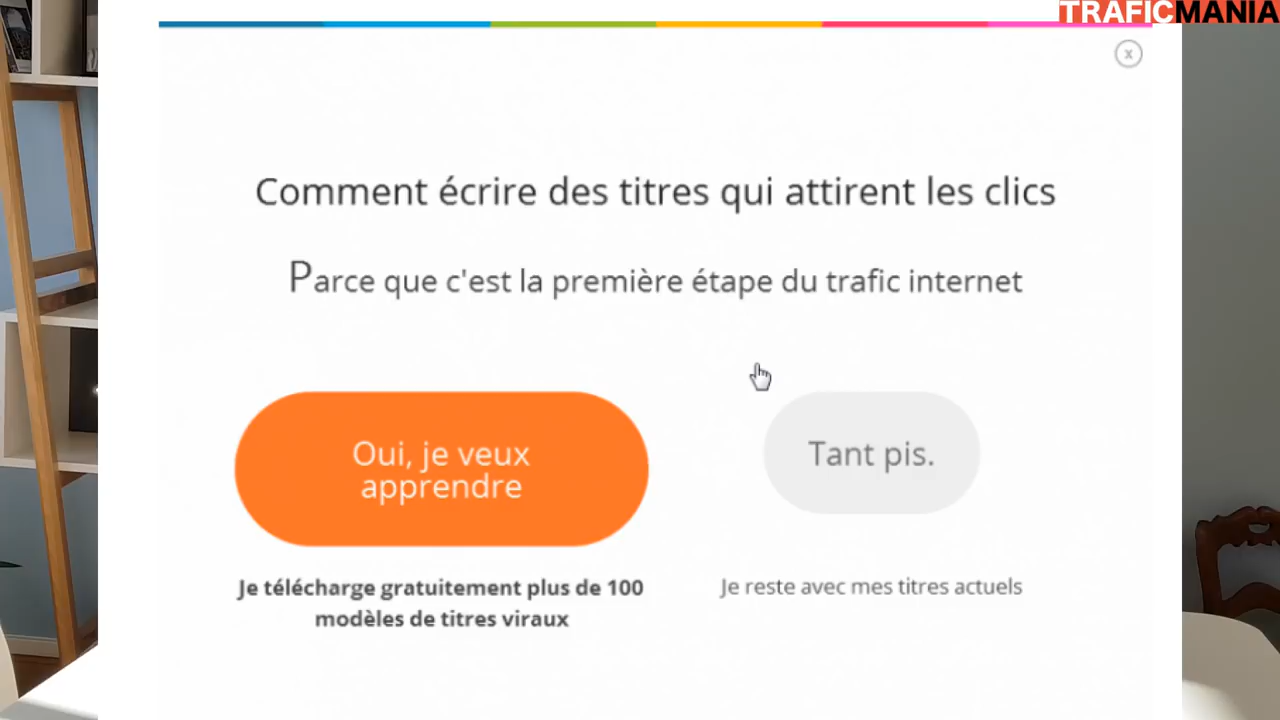 TRAFICMANIA
x
Comment écrire des titres qui attirent les clics
Parce que c'est la première étape du trafic internet
Oui, je veux
apprendre
Tant pis.
Je télécharge gratuitement plus de 100
modèles de titres viraux
Je reste avec mes titres actuels